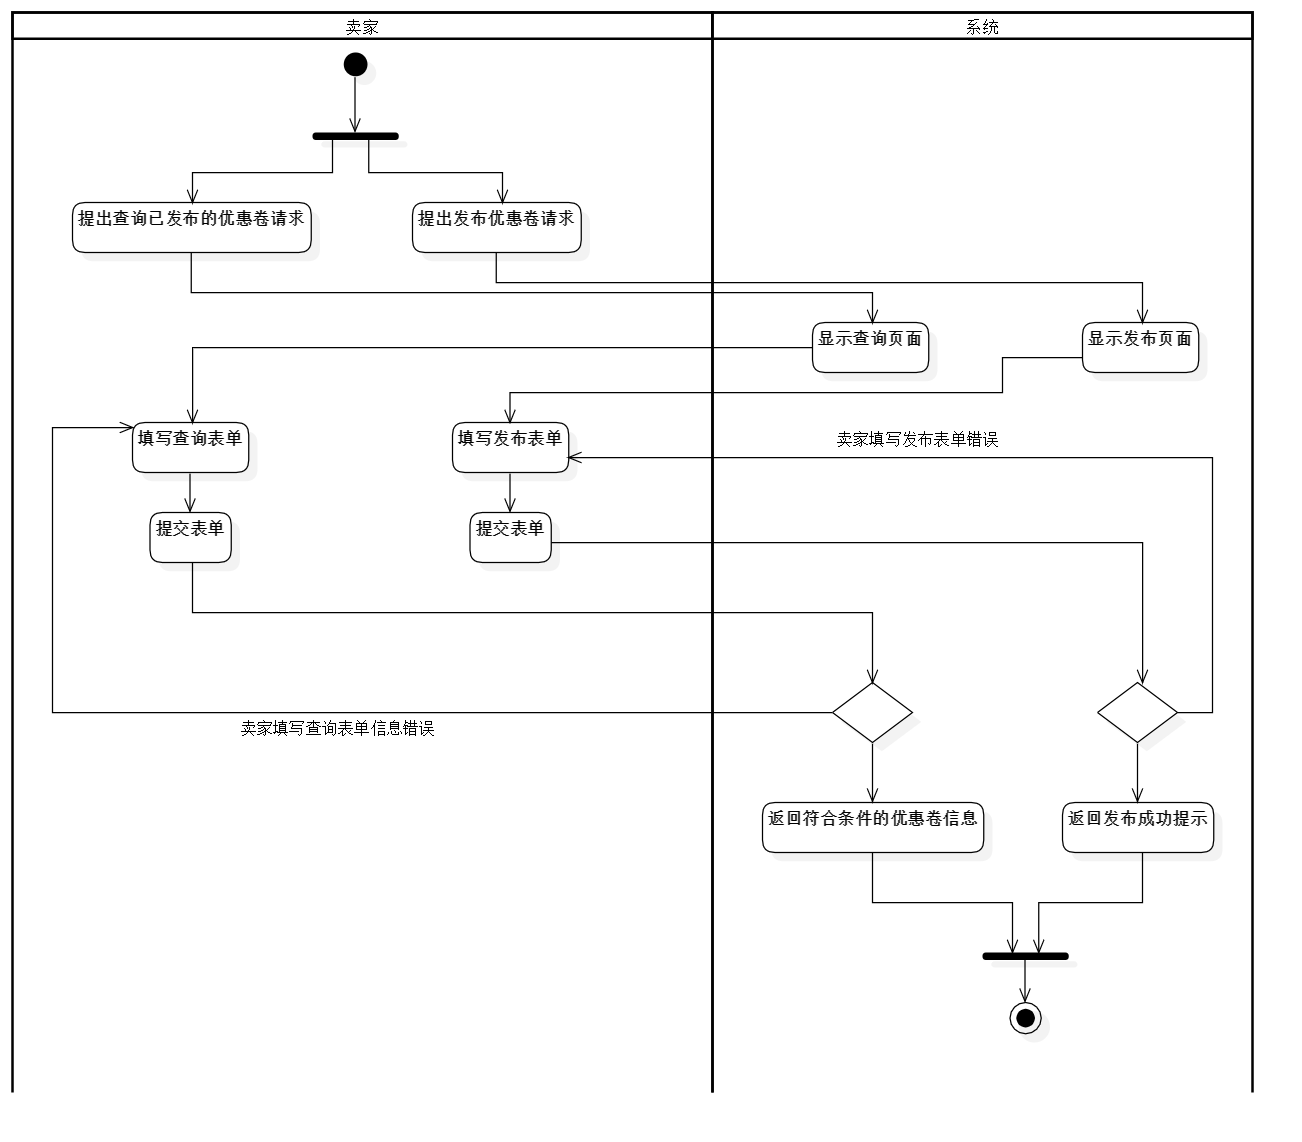 卖家
系统
提出查询已发布的优惠卷请求
提出发布优惠卷请求
显示查询页面
显示发布页面
填写查询表单
填写发布表单
卖家填写发布表单错误
提交表单
提交表单
卖家填写查询表单信息错误
返回符合条件的优惠卷信息
返回发布成功提示